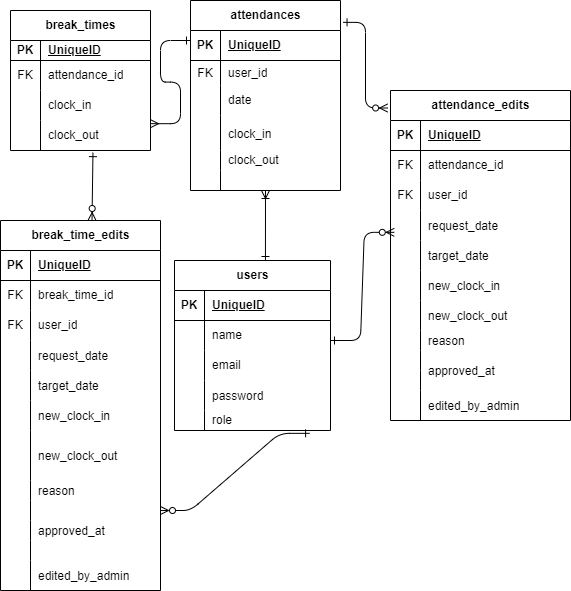 break_times
PK UniqueID
FK attendance_id
clock_in
clock_out
attendances
PK UniqueID
FK user_id
date
clock_in
clock_out
attendance_edits
PK UniqueID
FK attendance_id
FK user_id
request_date
target_date
new_clock_in
new_clock_out
reason
approved_at
edited_by_admin
break_time_edits
PK UniqueID
FK break_time_id
FK user_id
request_date
target_date
new_clock_in
new_clock_out
reason
approved_at
edited_by_admin
users
PK UniqueID
name
email
password
role